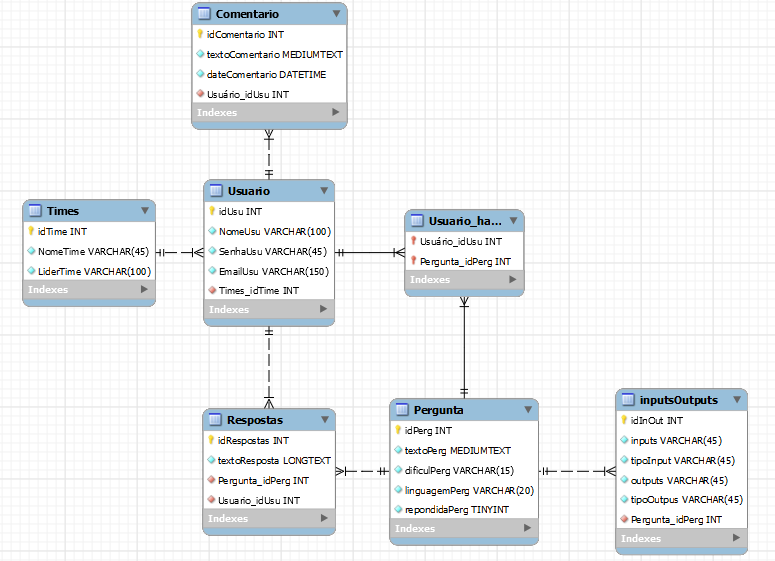 Comentario
idComentario INT
textoComentario MEDIUMTEXT
dateComentario DATETIME
Usuário_idUsu INT
Indexes
Times
idTime INT
NomeTime VARCHAR(45)
LiderTime VARCHAR(100)
Indexes
Usuario
idUsu INT
NomeUsu VARCHAR(100)
SenhaUsu VARCHAR(45)
EmailUsu VARCHAR(150)
Times_idTime INT
Indexes
Usuario_ha...
Usuário_idUsu INT
Pergunta_idPerg INT
Indexes
Respostas
idRespostas INT
textoResposta LONGTEXT
Pergunta_idPerg INT
Usuario_idUsu INT
Indexes
Pergunta
idPerg INT
textoPerg MEDIUMTEXT
dificulPerg VARCHAR(15)
linguagemPerg VARCHAR(20)
repondidaPerg TINYINT
Indexes
inputsOutputs
idInOut INT
inputs VARCHAR(45)
tipoInput VARCHAR(45)
outputs VARCHAR(45)
tipoOutpus VARCHAR(45)
Pergunta_idPerg INT
Indexes